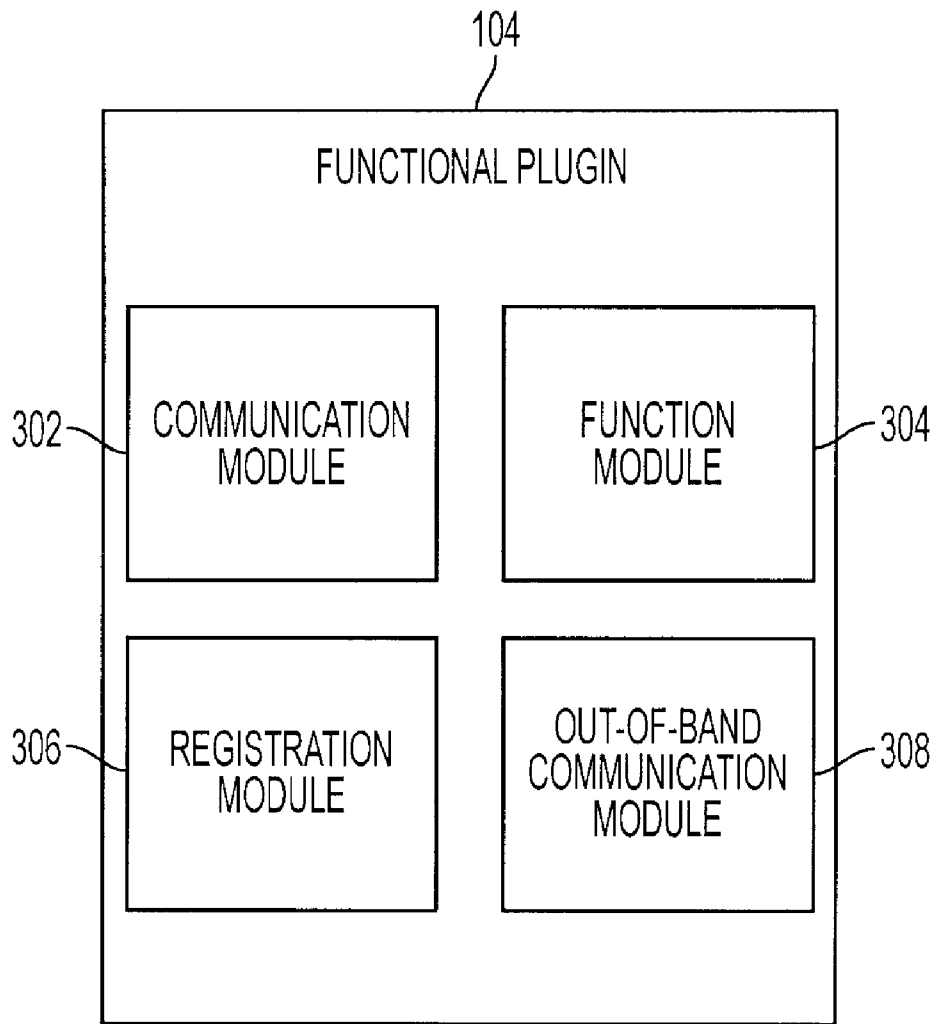 104
FUNCTIONAL PLUGIN
302
COMMUNICATION
MODULE
FUNCTION
MODULE
304
306
REGISTRATION
MODULE
OUT-OF-BAND
COMMUNICATION
MODULE
308